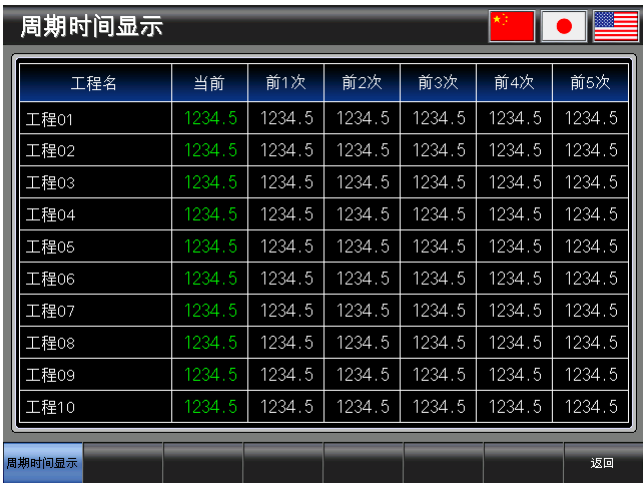 周期时间显示
工程名 当前 前1次 前2次 前3次 前4次 前5次
工程01 1234.5 1234.5 1234.5 1234.5 1234.5 1234.5
工程02 1234.5 1234.5 1234.5 1234.5 1234.5 1234.5
工程03 1234.5 1234.5 1234.5 1234.5 1234.5 1234.5
工程04 1234.5 1234.5 1234.5 1234.5 1234.5 1234.5
工程05 1234.5 1234.5 1234.5 1234.5 1234.5 1234.5
工程06 1234.5 1234.5 1234.5 1234.5 1234.5 1234.5
工程07 1234.5 1234.5 1234.5 1234.5 1234.5 1234.5
工程08 1234.5 1234.5 1234.5 1234.5 1234.5 1234.5
工程09 1234.5 1234.5 1234.5 1234.5 1234.5 1234.5
工程10 1234.5 1234.5 1234.5 1234.5 1234.5 1234.5
周期时间显示 返回